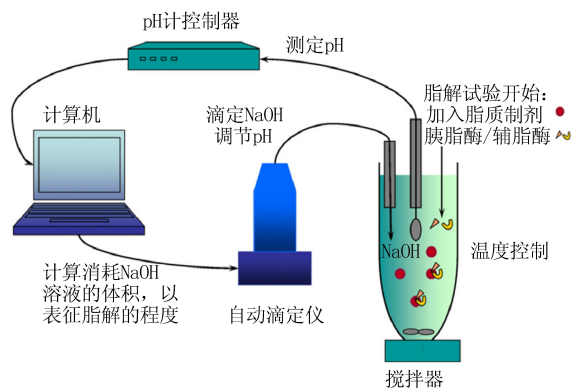 pH计控制器
测定pH
脂解试验开始:
加入脂质制剂
胰脂酶/辅脂酶
计算机
滴定NaOH
调节pH
NaOH
温度控制
计算消耗NaOH
溶液的体积，以
表征脂解的程度
自动滴定仪
搅拌器